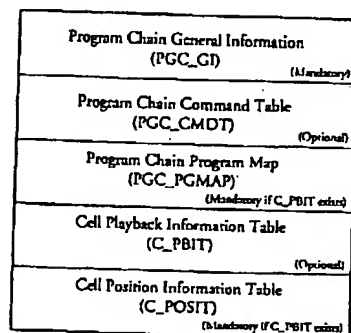 Program Chain General Information
(PGC_GI)
(Mandatory)
Program Chain Command Table
(PGC_CMDT)
(Optional)
Program Chain Program Map
(PGC_PGMAP)
(Mandatory if C_PBIT exists)
Cell Playback Information Table
(C_PBIT)
(Optional)
Cell Position Information Table
(C_POSIT)
(Mandatory if C_PBIT exists)